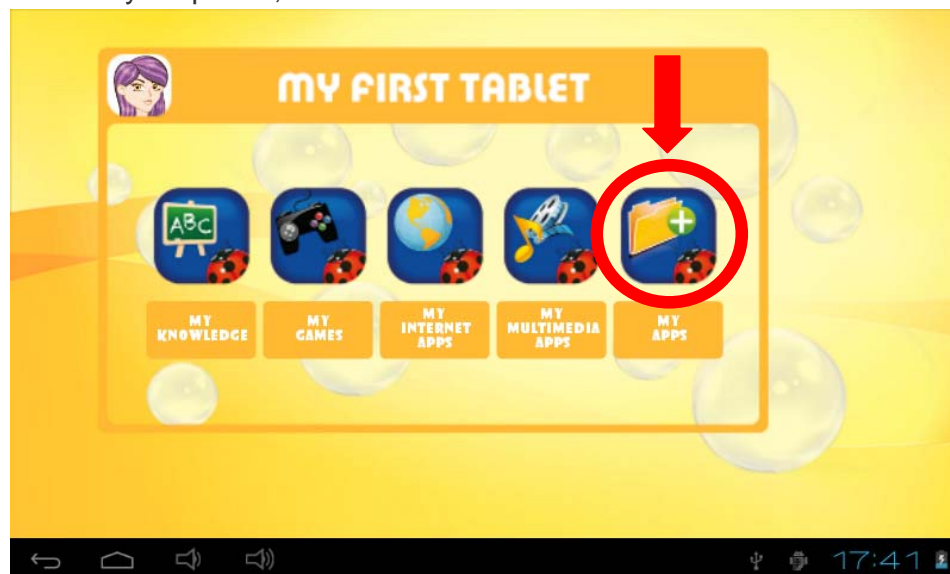 MY FIRST TABLET
ABC
MY
KNOWLEDGE
MY
GAMES
MY
INTERNET
APPS
MY
MULTIMEDIA
APPS
MY
APPS
17:41